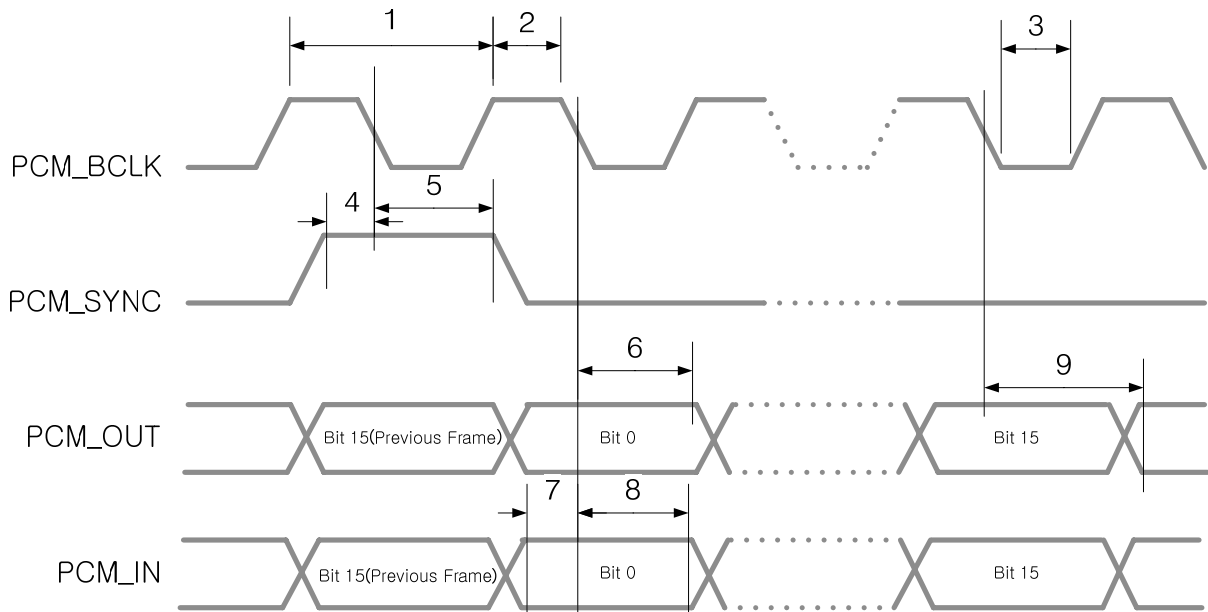 1 2 3
PCM_BCLK
4 5
PCM_SYNC
6 9
PCM_OUT Bit 15(Previous Frame) Bit 0 Bit 15
7 8
PCM_IN Bit 15(Previous Frame) Bit 0 Bit 15